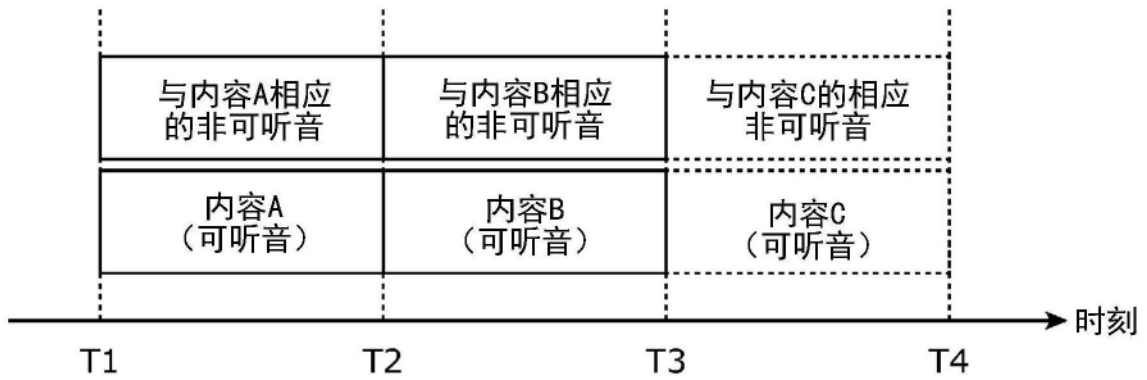 与内容A相应
的非可听音
与内容B相应
的非可听音
与内容C的相应
非可听音
内容A
（可听音）
内容B
（可听音）
内容C
（可听音）
时刻
T1
T2
T3
T4